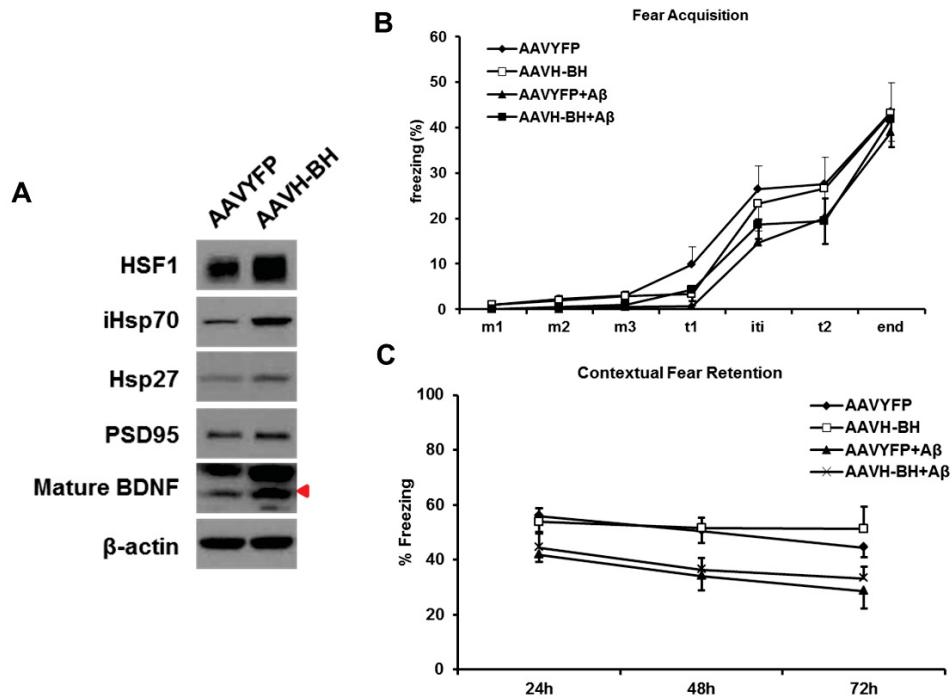 A
AAVYFP
AAVH-BH
HSF1
iHsp70
Hsp27
PSD95
Mature BDNF
β-actin
B
Fear Acquisition
freezing (%)
60
50
40
30
20
10
0
m1 m2 m3 t1 iti t2 end
AAVYFP
AAVH-BH
AAVYFP+Aβ
AAVH-BH+Aβ
C
Contextual Fear Retention
% Freezing
100
80
60
40
20
0
24h 48h 72h
AAVYFP
AAVH-BH
AAVYFP+Aβ
AAVH-BH+Aβ